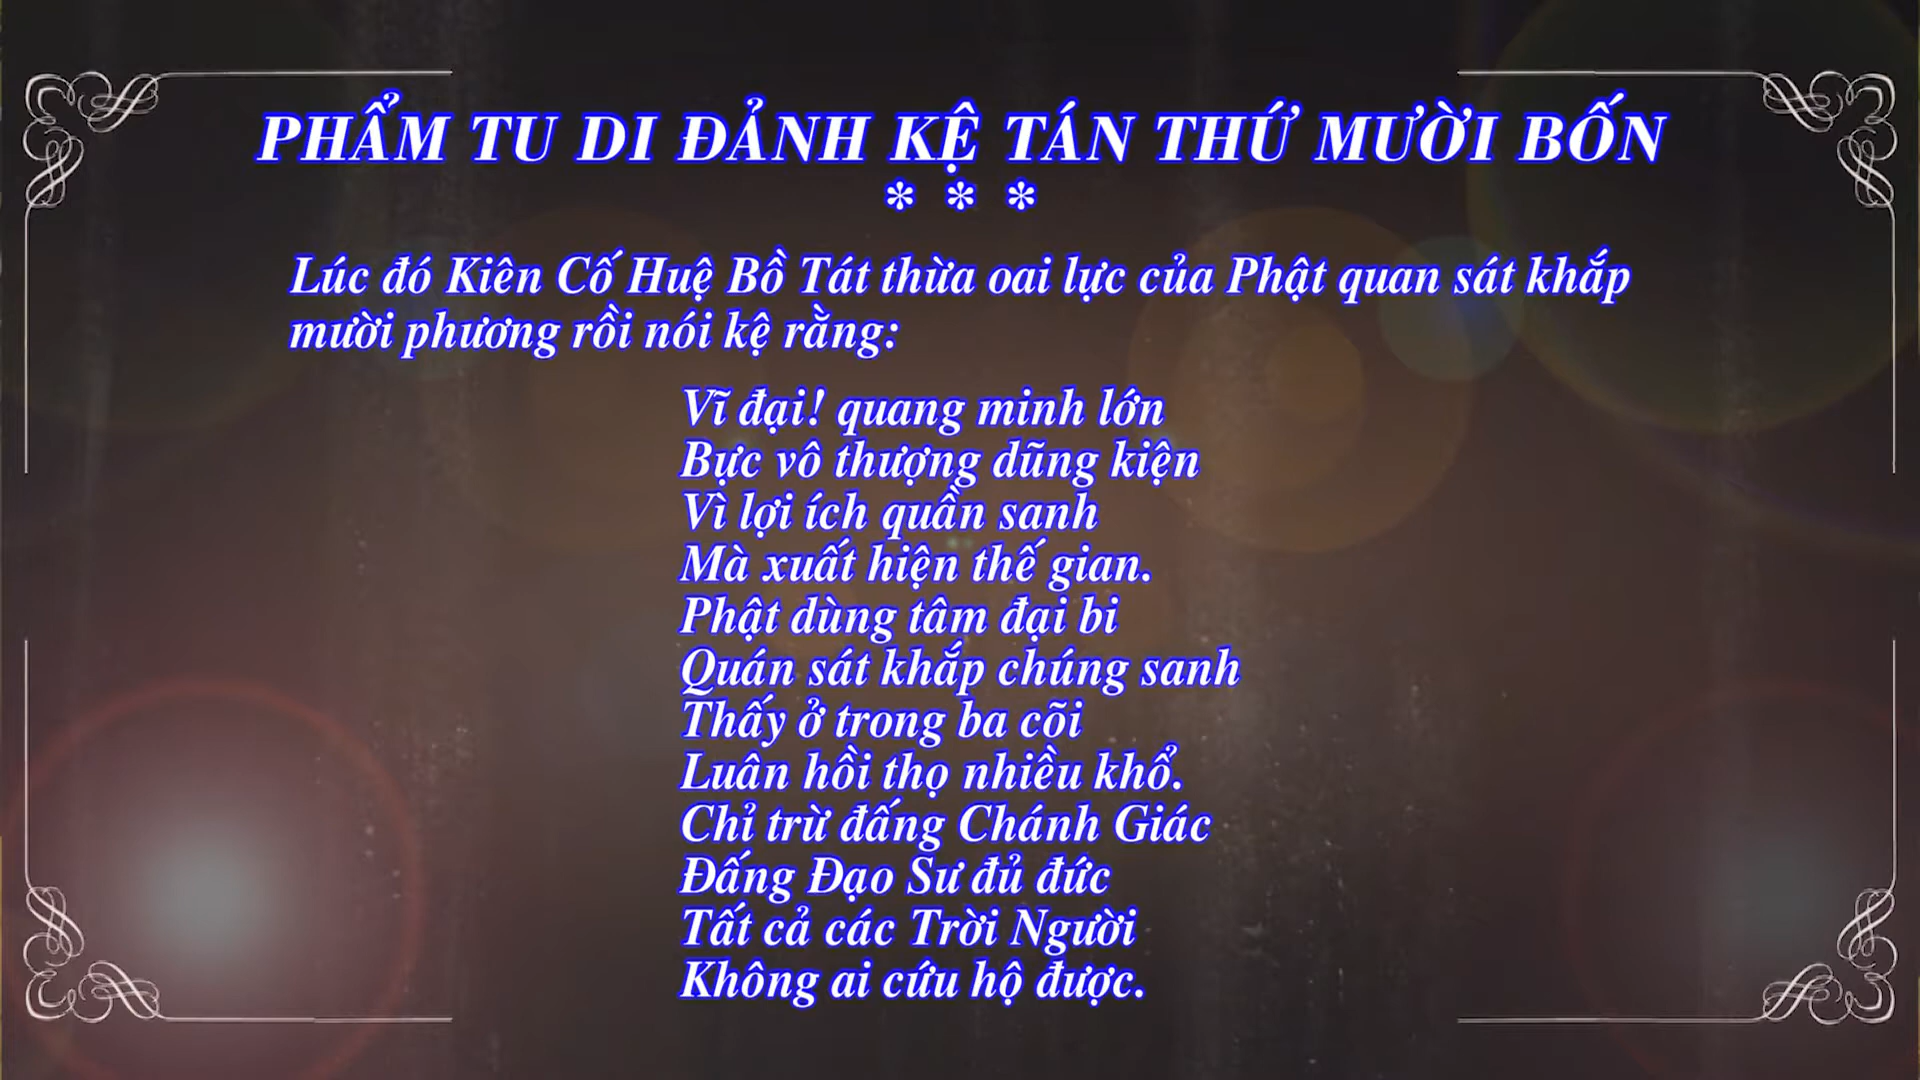 PHẨM TU DI ĐẢNH KỆ TÁN THỨ MƯỜI BỐN
* * *
Lúc đó Kiên Cố Huệ Bồ Tát thừa oai lực của Phật quan sát khắp
mười phương rồi nói kệ rằng:
Vĩ đại! quang minh lớn
Bực vô thượng dũng kiện
Vì lợi ích quần sanh
Mà xuất hiện thế gian.
Phật dùng tâm đại bi
Quán sát khắp chúng sanh
Thấy ở trong ba cõi
Luân hồi thọ nhiều khổ.
Chỉ trừ đấng Chánh Giác
Đấng Đạo Sư đủ đức
Tất cả các Trời Người
Không ai cứu hộ được.